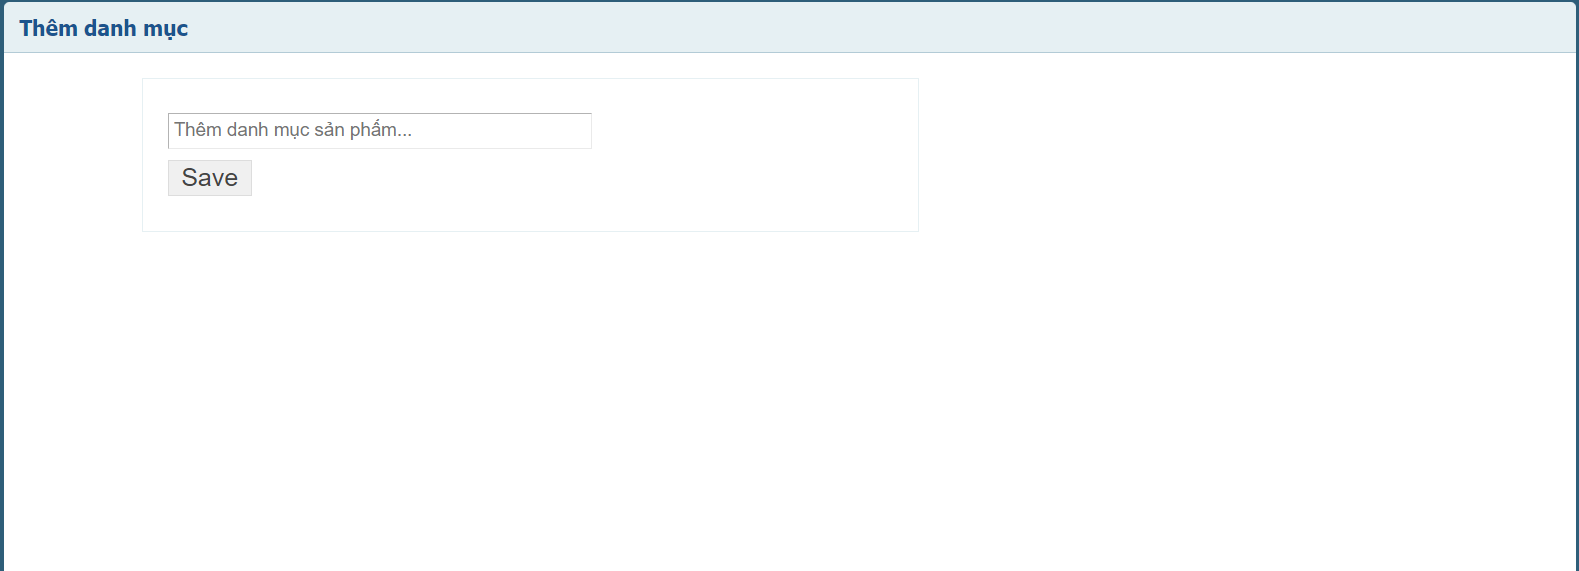 Thêm danh mục
Thêm danh mục sản phẩm...
Save